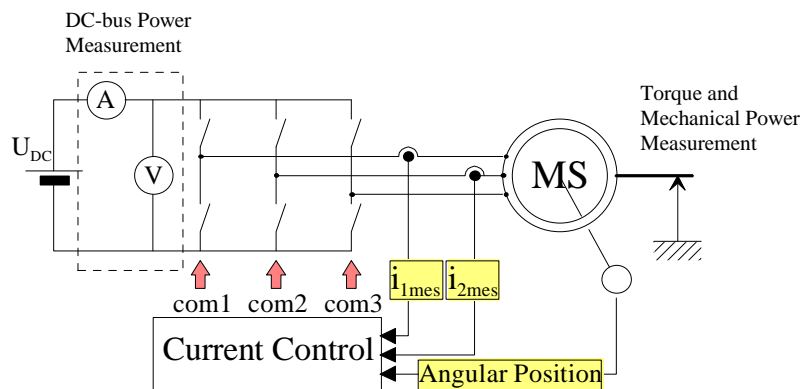 DC-bus Power
Measurement
A
Torque and
Mechanical Power
Measurement
UDC
V
MS
i1mes
i2mes
com1 com2 com3
Current Control
Angular Position